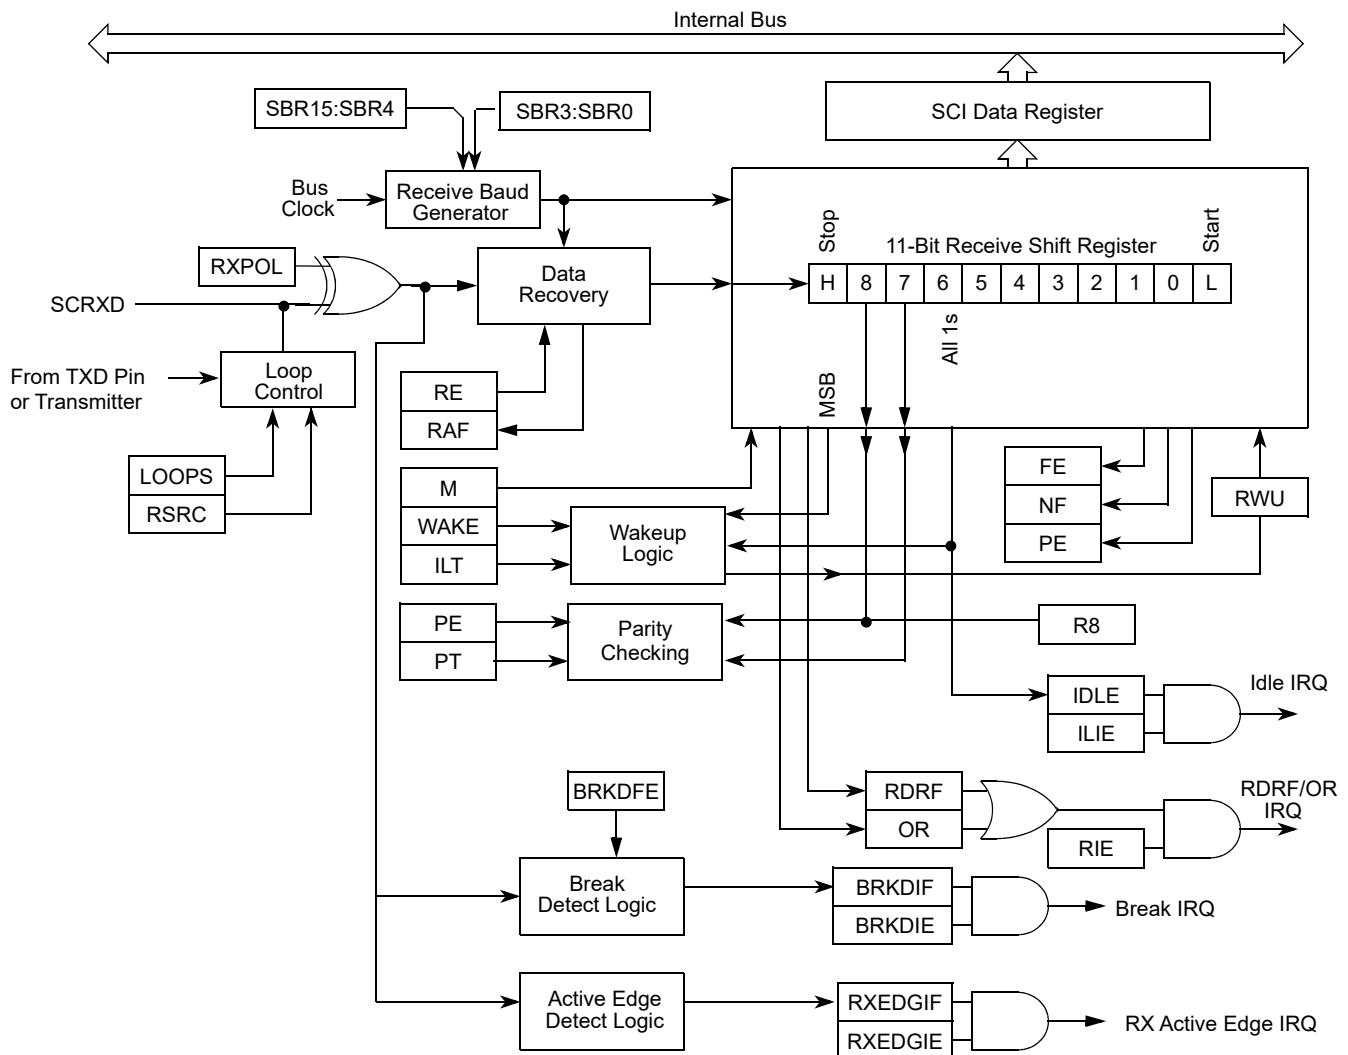 Internal Bus
SBR15:SBR4
SBR3:SBR0
SCI Data Register
Bus
Clock
Receive Baud
Generator
Stop
11-Bit Receive Shift Register
Start
RXPOL
Data
Recovery
H 8 7 6 5 4 3 2 1 0 L
SCRXD
All 1s
From TXD Pin
or Transmitter
Loop
Control
RE
RAF
MSB
LOOPS
RSRC
M
WAKE
ILT
Wakeup
Logic
FE
NF
PE
RWU
PE
PT
Parity
Checking
R8
IDLE
ILIE
Idle IRQ
BRKDFE
RDRF
OR
RIE
RDRF/OR
IRQ
Break
Detect Logic
BRKDIF
BRKDIE
Break IRQ
Active Edge
Detect Logic
RXEDGIF
RXEDGIE
RX Active Edge IRQ